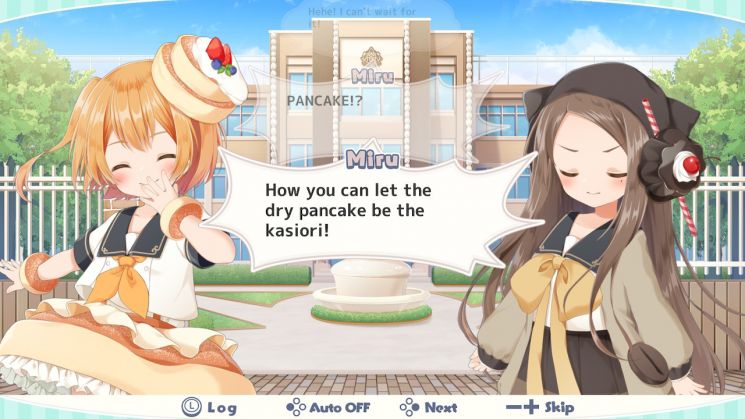 Hehe! I can't wait for
it!
Miru
PANCAKE!?
Miru
How you can let the
dry pancake be the
kasiori!
L Log
Auto OFF
Next
Skip